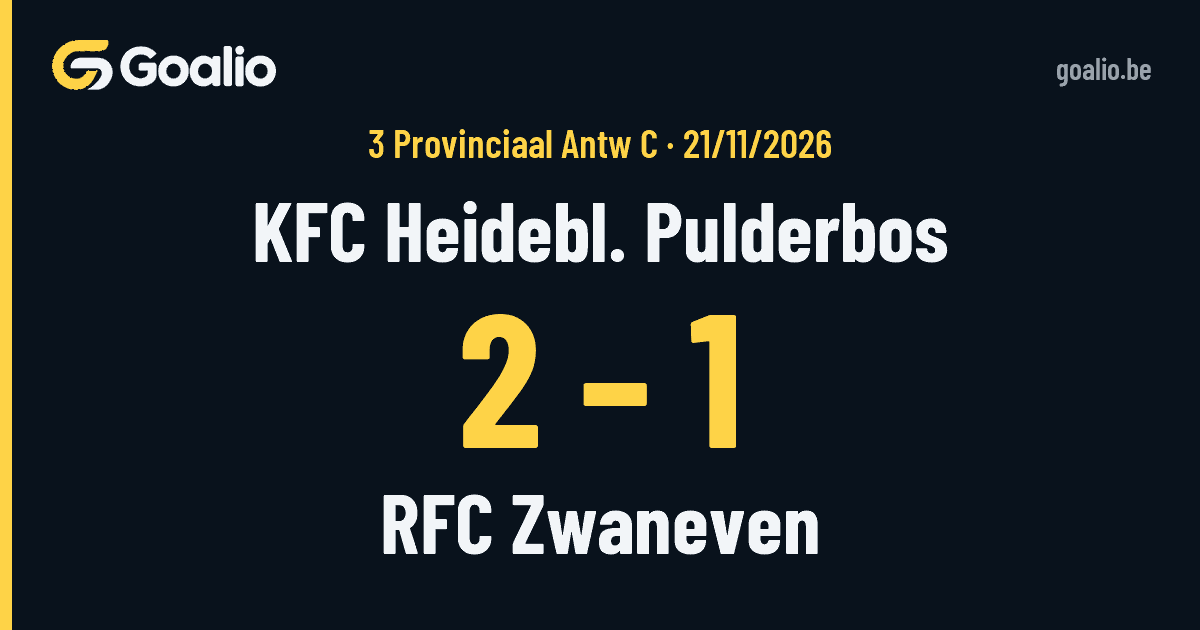 Goalio
goalio.be
3 Provinciaal Antw C · 21/11/2026
KFC Heidebl. Pulderbos
2 – 1
RFC Zwaneven